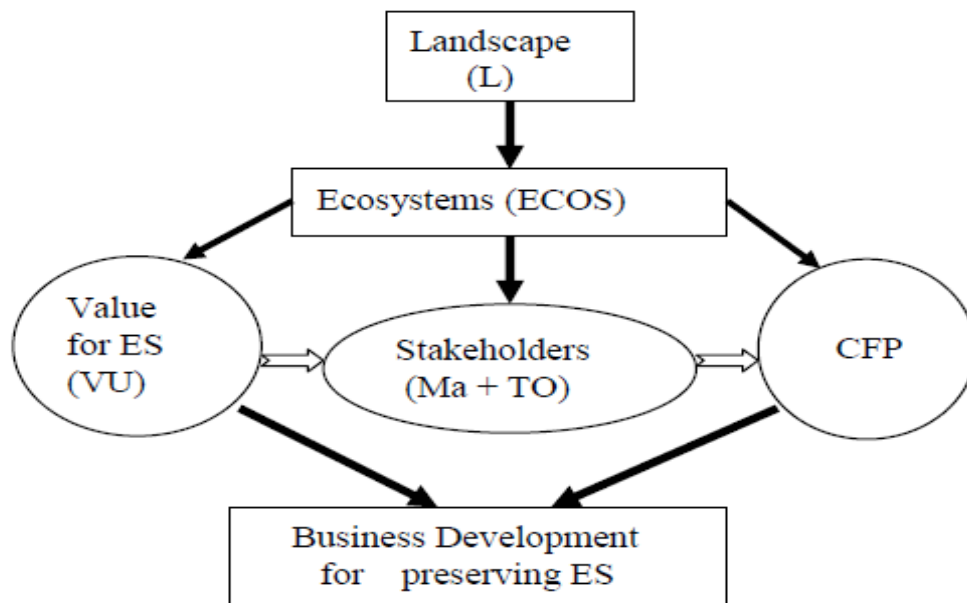 Landscape
(L)
Ecosystems (ECOS)
Value
for ES
(VU)
Stakeholders
(Ma + TO)
CFP
Business Development
for preserving ES